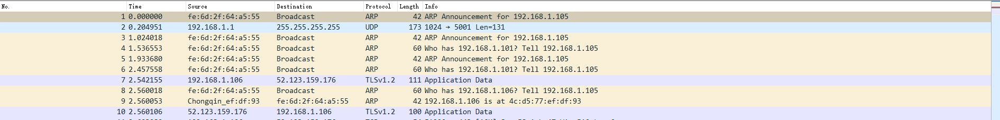 No. Time Source Destination Protocol Length Info
1 0.000000 fe:6d:2f:64:a5:55 Broadcast ARP 42 ARP Announcement for 192.168.1.105
2 0.204951 192.168.1.1 255.255.255.255 UDP 173 1024 → 5001 Len=131
3 1.024018 fe:6d:2f:64:a5:55 Broadcast ARP 42 ARP Announcement for 192.168.1.105
4 1.536553 fe:6d:2f:64:a5:55 Broadcast ARP 60 Who has 192.168.1.101? Tell 192.168.1.105
5 1.933680 fe:6d:2f:64:a5:55 Broadcast ARP 42 ARP Announcement for 192.168.1.105
6 2.457558 fe:6d:2f:64:a5:55 Broadcast ARP 60 Who has 192.168.1.101? Tell 192.168.1.105
7 2.542155 192.168.1.106 52.123.159.176 TLSv1.2 111 Application Data
8 2.560018 fe:6d:2f:64:a5:55 Broadcast ARP 60 Who has 192.168.1.106? Tell 192.168.1.105
9 2.560053 Chongqin_ef:df:93 fe:6d:2f:64:a5:55 ARP 42 192.168.1.106 is at 4c:d5:77:ef:df:93
10 2.560106 52.123.159.176 192.168.1.106 TLSv1.2 100 Application Data